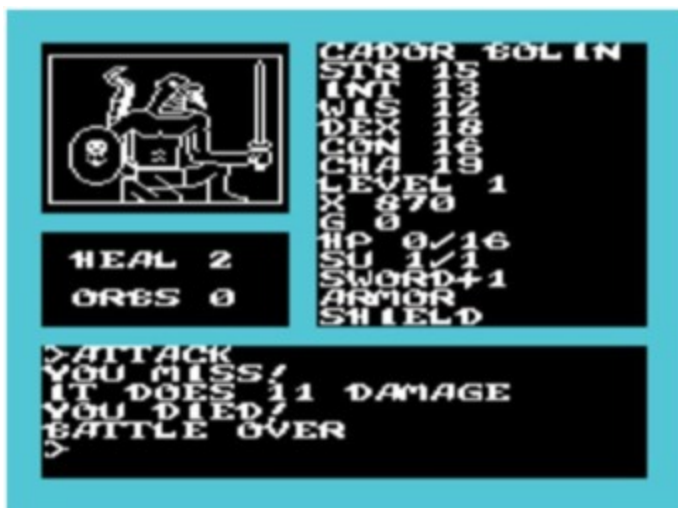 CADOR BOLIN
STR 15
INT 13
WIS 12
DEX 18
CON 16
CHA 19
LEVEL 1
X 870
G 0
HP 0/16
SU 1/1
SWORD+1
ARMOR
SHIELD
HEAL 2
ORBS 0
>ATTACK
YOU MISS!
IT DOES 11 DAMAGE
YOU DIED!
BATTLE OVER
>